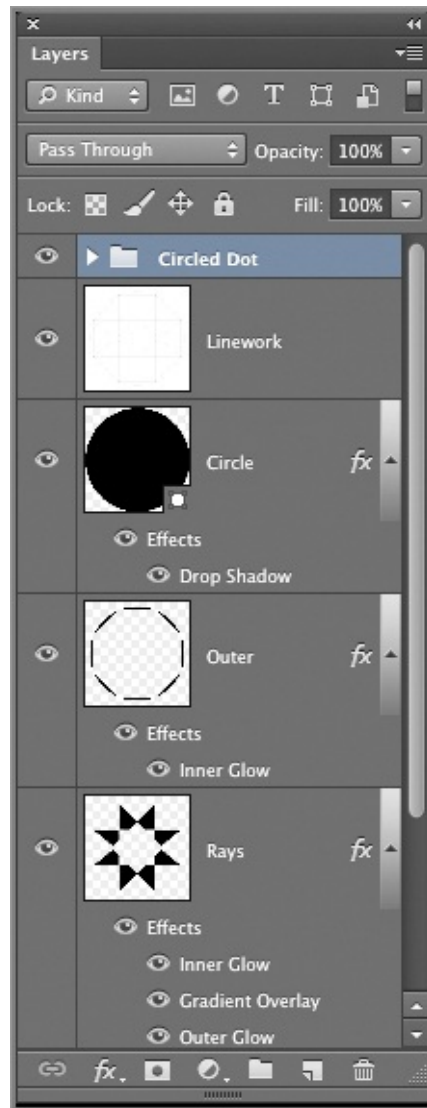 Layers
Kind
Pass Through Opacity: 100%
Lock: Fill: 100%
Circled Dot
Linework
Circle fx
Effects
Drop Shadow
Outer fx
Effects
Inner Glow
Rays fx
Effects
Inner Glow
Gradient Overlay
Outer Glow
fx.